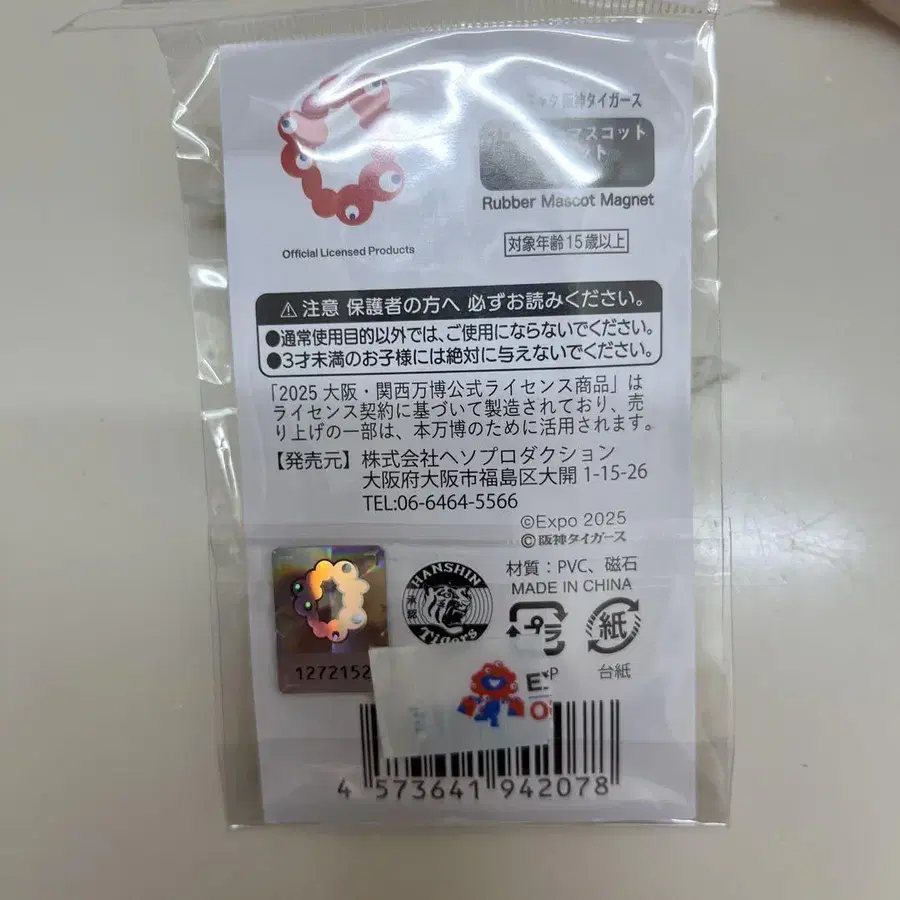 阪神タイガース
マスコット
Rubber Mascot Magnet
Official Licensed Products
対象年齢15歳以上
⚠注意 保護者の方へ 必ずお読みください。
●通常使用目的以外では、ご使用にならないでください。
●3才未満のお子様には絶対に与えないでください。
「2025 大阪・関西万博公式ライセンス商品」は
ライセンス契約に基づいて製造されており、売
り上げの一部は、本万博のために活用されます。
【発売元】 株式会社ヘソプロダクション
大阪府大阪市福島区大開 1-15-26
TEL:06-6464-5566
©Expo 2025
©阪神タイガース
材質：PVC、磁石
MADE IN CHINA
HANSHIN
Tigers
プラ
紙
台紙
1272152
4 573641 942078